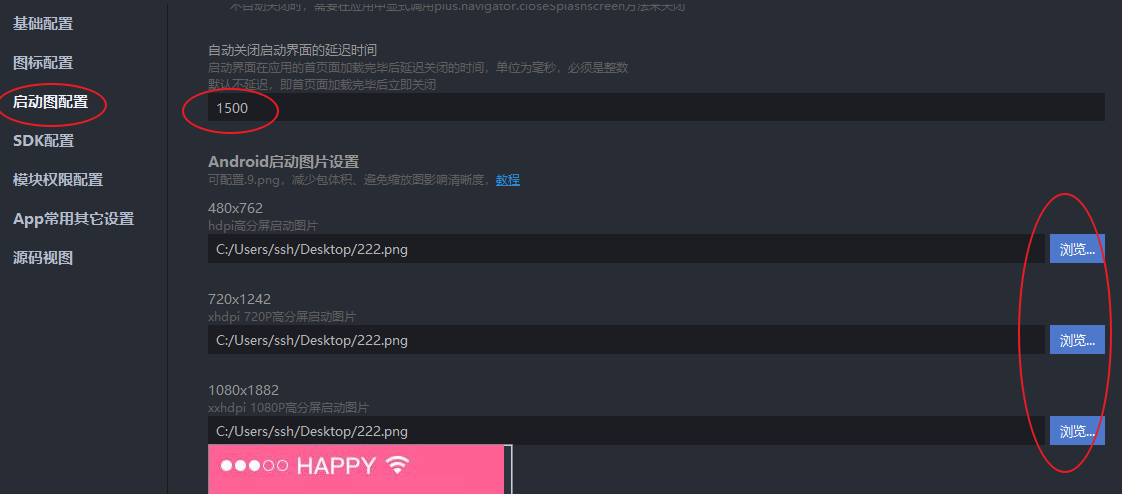 基础配置
图标配置
启动图配置
SDK配置
模块权限配置
App常用其它设置
源码视图
不自动关闭时，需要在应用中显式调用plus.navigator.closeSplashscreen方法来关闭
自动关闭启动界面的延迟时间
启动界面在应用的首页面加载完毕后延迟关闭的时间，单位为毫秒，必须是整数
默认不延迟，即首页面加载完毕后立即关闭
1500
Android启动图片设置
可配置.9.png，减少包体积、避免缩放图影响清晰度，教程
480x762
hdpi高分屏启动图片
C:/Users/ssh/Desktop/222.png
浏览...
720x1242
xhdpi 720P高分屏启动图片
C:/Users/ssh/Desktop/222.png
浏览...
1080x1882
xxhdpi 1080P高分屏启动图片
C:/Users/ssh/Desktop/222.png
浏览...
HAPPY